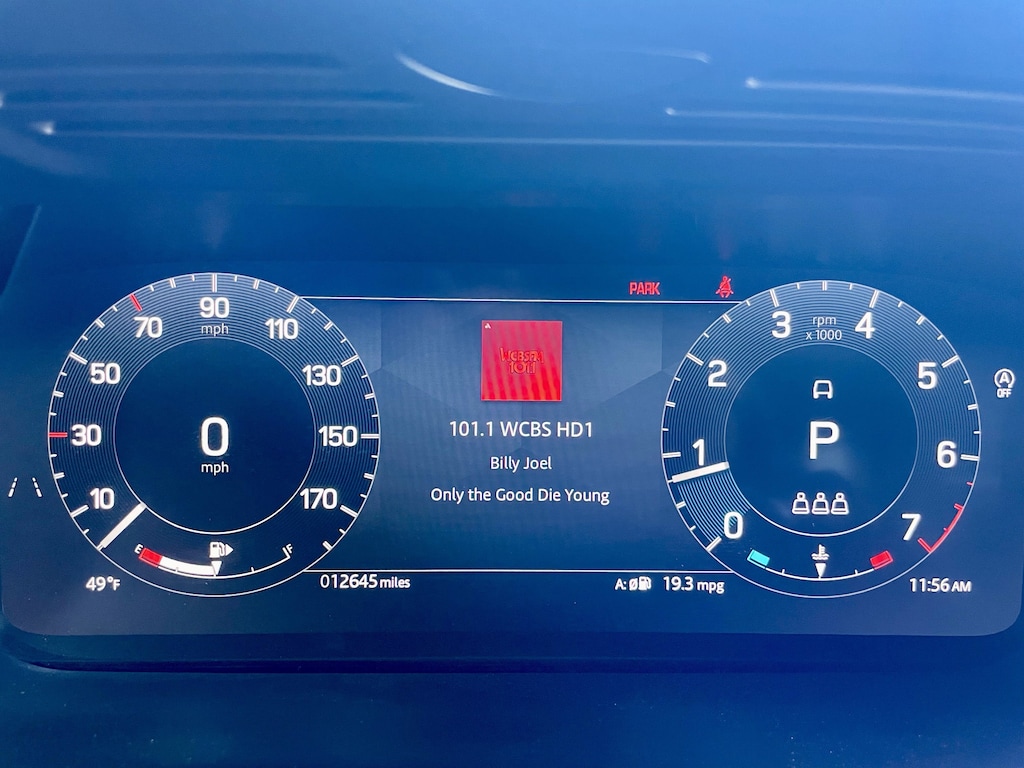 PARK
90
mph
70
110
50
130
30
150
10
170
0
mph
E
F
49°F
012645 miles
WCBSFM
101.1
101.1 WCBS HD1
Billy Joel
Only the Good Die Young
rpm
x 1000
3
4
2
5
1
6
0
7
P
A
OFF
A: Ø 19.3 mpg
11:56 AM